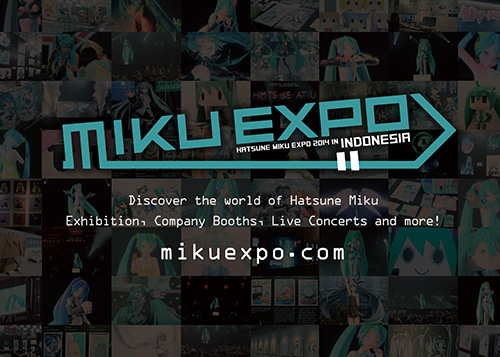 MIKU EXPO
HATSUNE MIKU EXPO 2014 IN INDONESIA
Discover the world of Hatsune Miku
Exhibition, Company Booths, Live Concerts and more!
mikuexpo.com